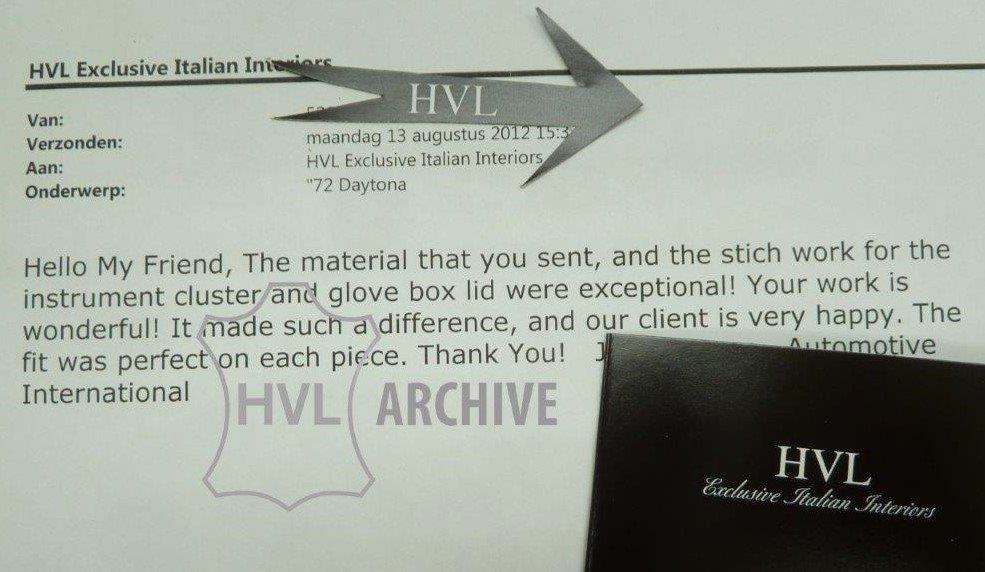 HVL Exclusive Italian Interiors
HVL
Van:
Verzonden: maandag 13 augustus 2012 15:3
Aan: HVL Exclusive Italian Interiors
Onderwerp: "72 Daytona
Hello My Friend, The material that you sent, and the stich work for the
instrument cluster and glove box lid were exceptional! Your work is
wonderful! It made such a difference, and our client is very happy. The
fit was perfect on each piece. Thank You! J Automotive
International
HVL ARCHIVE
HVL
Exclusive Italian Interiors